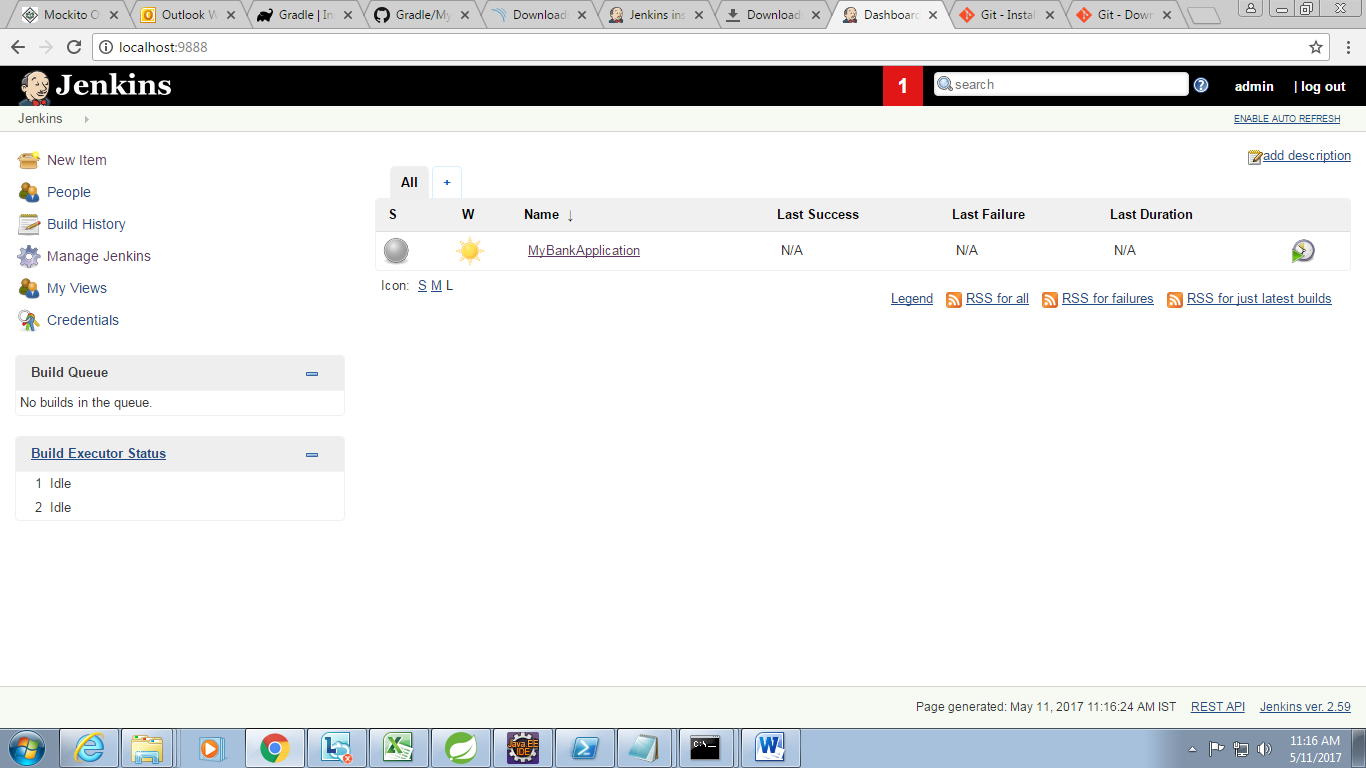 Mockito O
Outlook W
Gradle | In
Gradle/My
Download
Jenkins ins
Download
Dashboard
Git - Instal
Git - Down
localhost:9888
Jenkins
1
search
admin
| log out
Jenkins
ENABLE AUTO REFRESH
New Item
People
Build History
Manage Jenkins
My Views
Credentials
Build Queue
No builds in the queue.
Build Executor Status
1 Idle
2 Idle
add description
All +
S W Name ↓ Last Success Last Failure Last Duration
MyBankApplication N/A N/A N/A
Icon: S M L
Legend RSS for all RSS for failures RSS for just latest builds
Page generated: May 11, 2017 11:16:24 AM IST REST API Jenkins ver. 2.59
Java EE
IDE
C:\_
11:16 AM
5/11/2017